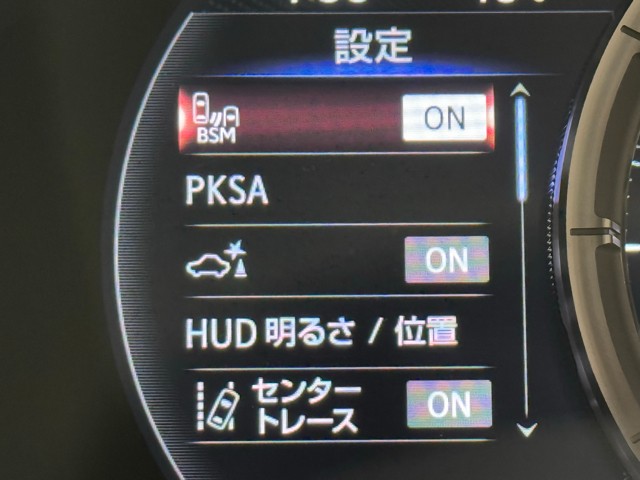 設定
BSM
ON
PKSA
ON
HUD 明るさ / 位置
センター
トレース
ON